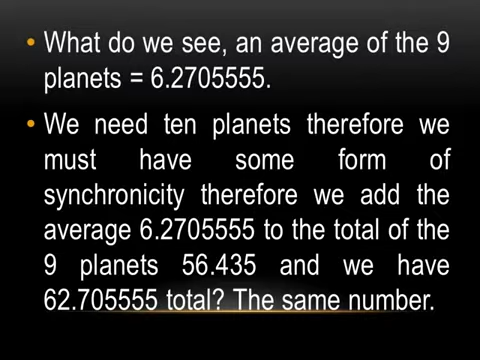 • What do we see, an average of the 9
planets = 6.2705555.
• We need ten planets therefore we
must have some form of
synchronicity therefore we add the
average 6.2705555 to the total of the
9 planets 56.435 and we have
62.705555 total? The same number.